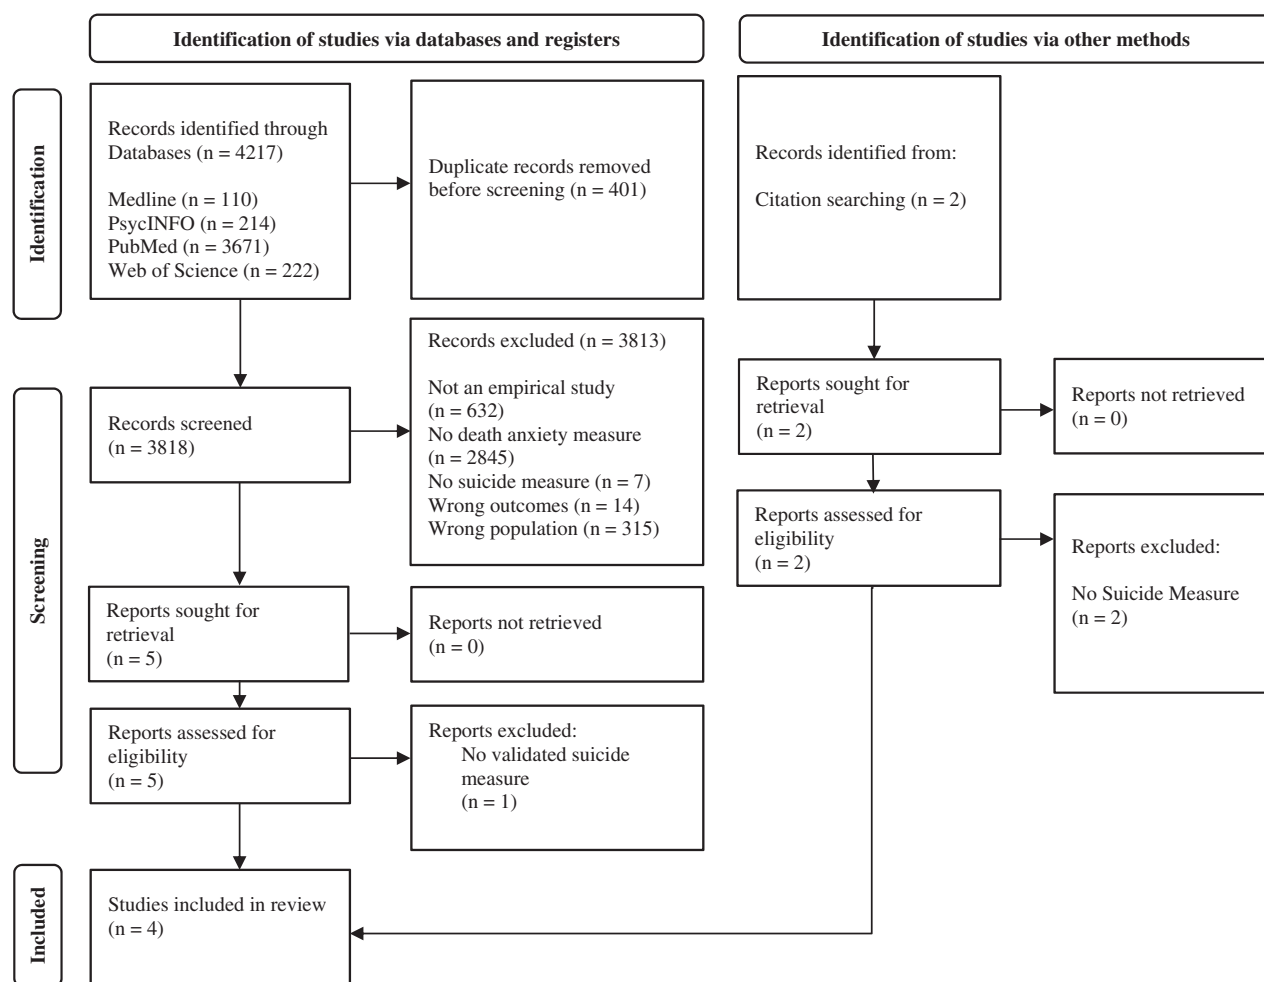 Identification of studies via databases and registers
Identification of studies via other methods
Identification
Records identified through
Databases (n = 4217)
Medline (n = 110)
PsycINFO (n = 214)
PubMed (n = 3671)
Web of Science (n = 222)
Duplicate records removed
before screening (n = 401)
Records identified from:
Citation searching (n = 2)
Screening
Records screened
(n = 3818)
Records excluded (n = 3813)
Not an empirical study
(n = 632)
No death anxiety measure
(n = 2845)
No suicide measure (n = 7)
Wrong outcomes (n = 14)
Wrong population (n = 315)
Reports sought for
retrieval
(n = 2)
Reports not retrieved
(n = 0)
Reports assessed for
eligibility
(n = 2)
Reports excluded:
No Suicide Measure
(n = 2)
Reports sought for
retrieval
(n = 5)
Reports not retrieved
(n = 0)
Reports assessed for
eligibility
(n = 5)
Reports excluded:
No validated suicide
measure
(n = 1)
Included
Studies included in review
(n = 4)